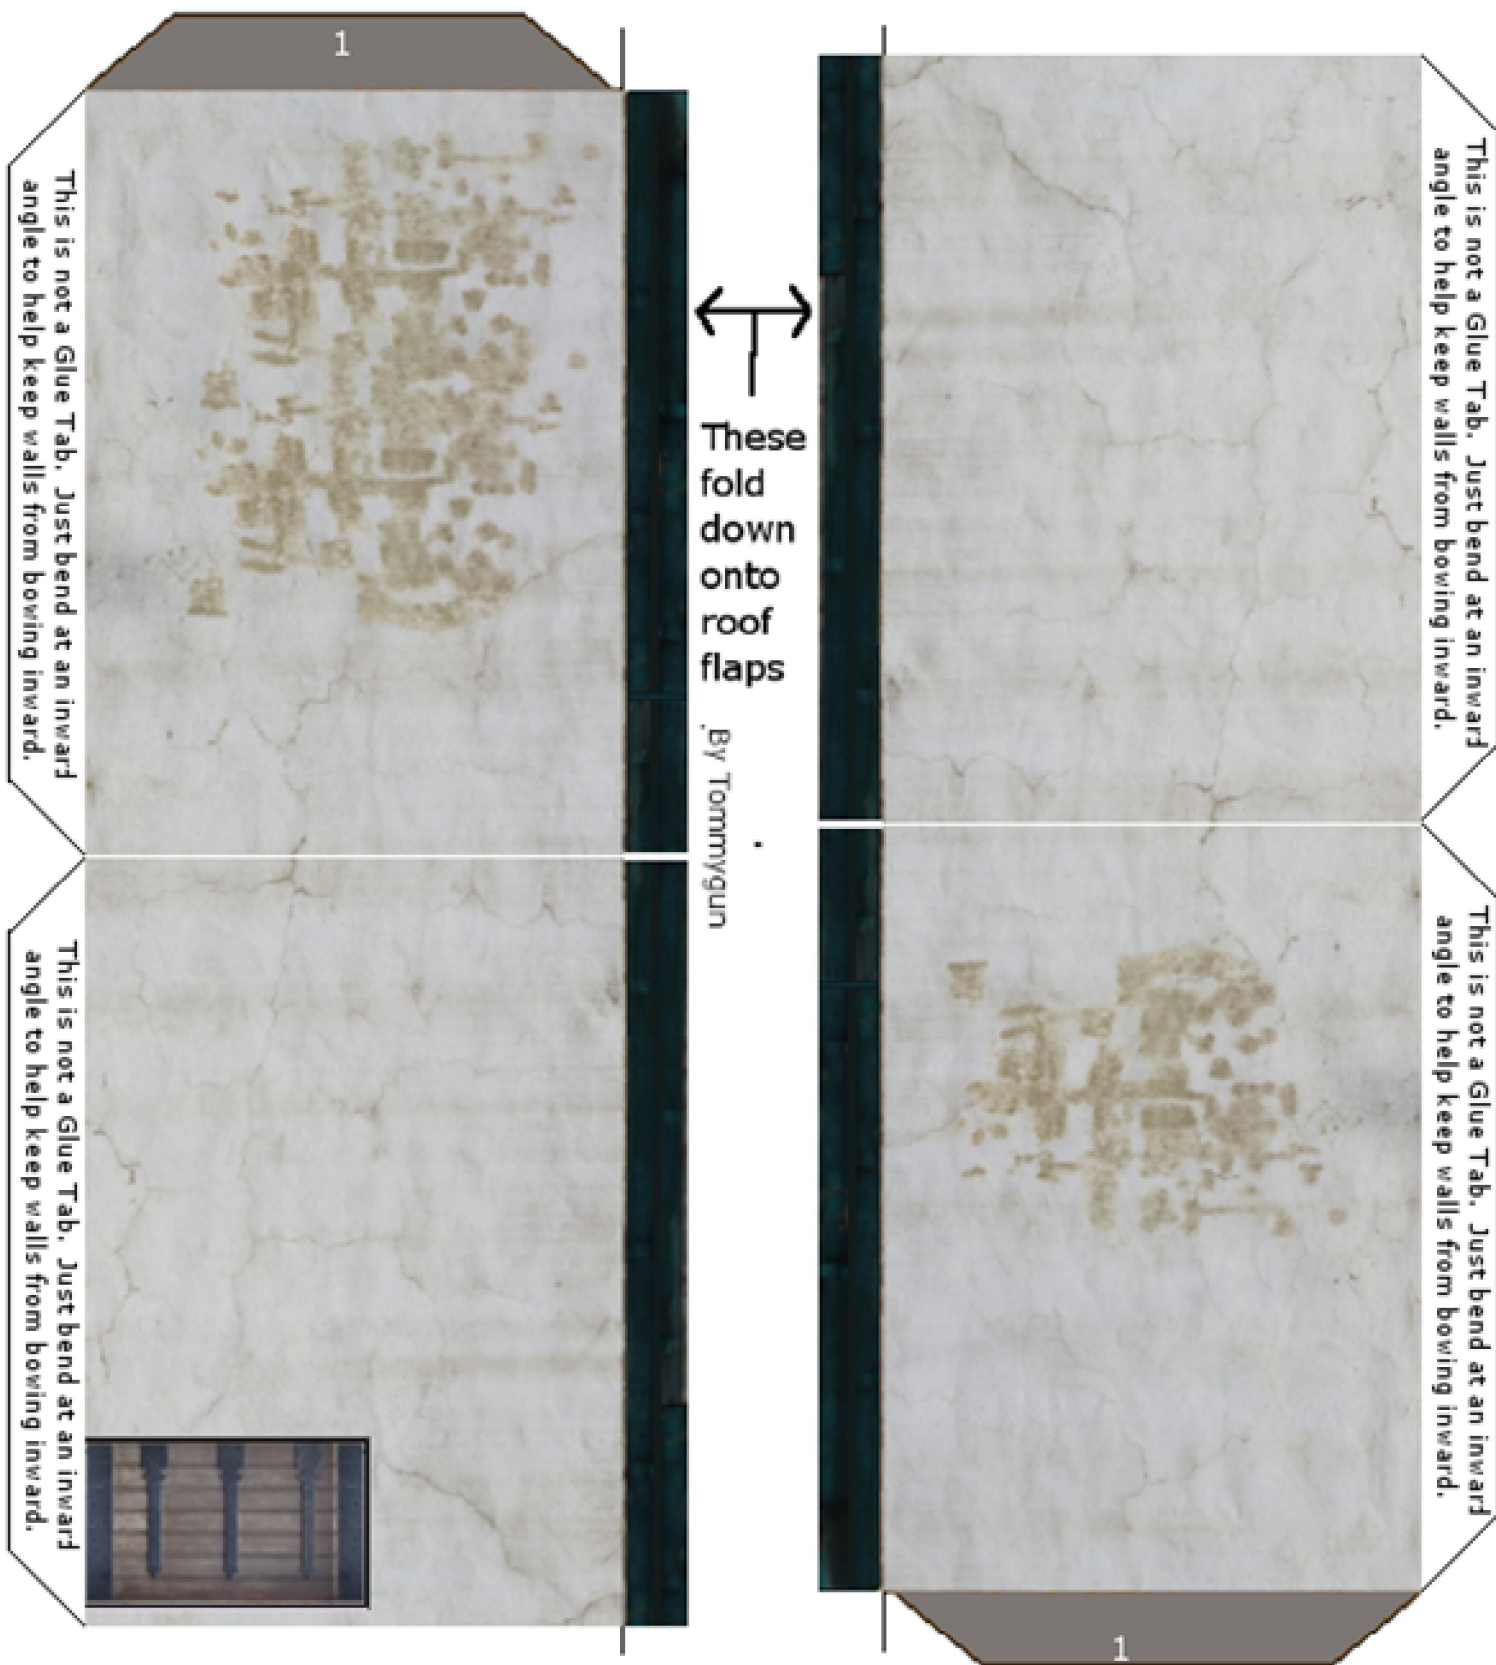 1
This is not a Glue Tab. Just bend at an inward
angle to help keep walls from bowing inward.
This is not a Glue Tab. Just bend at an inward
angle to help keep walls from bowing inward.
These
fold
down
onto
roof
flaps
By Tommygun
This is not a Glue Tab. Just bend at an inward
angle to help keep walls from bowing inward.
This is not a Glue Tab. Just bend at an inward
angle to help keep walls from bowing inward.
1